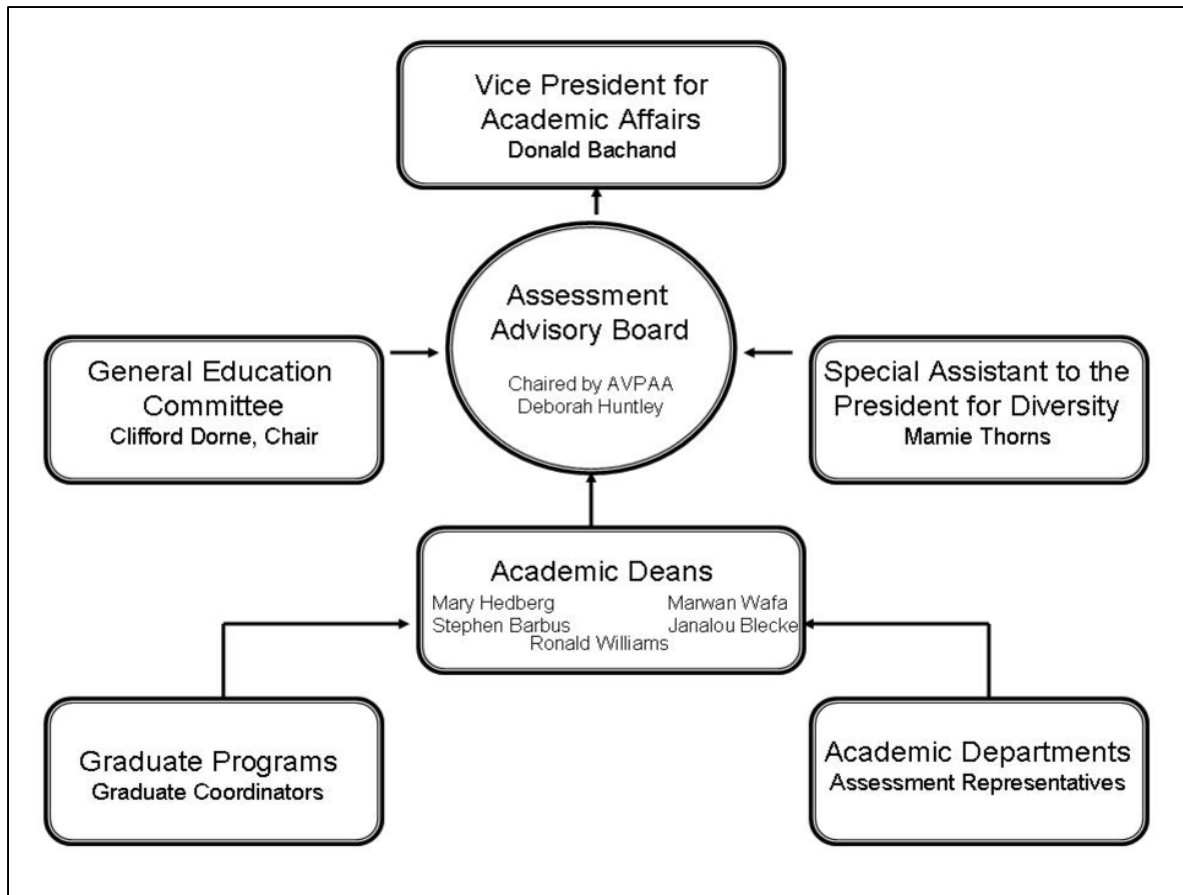 Vice President for
Academic Affairs
Donald Bachand
Assessment
Advisory Board
Chaired by AVPAA
Deborah Huntley
General Education
Committee
Clifford Dorne, Chair
Special Assistant to the
President for Diversity
Mamie Thorns
Academic Deans
Mary Hedberg Marwan Wafa
Stephen Barbus Janalou Blecke
Ronald Williams
Graduate Programs
Graduate Coordinators
Academic Departments
Assessment Representatives